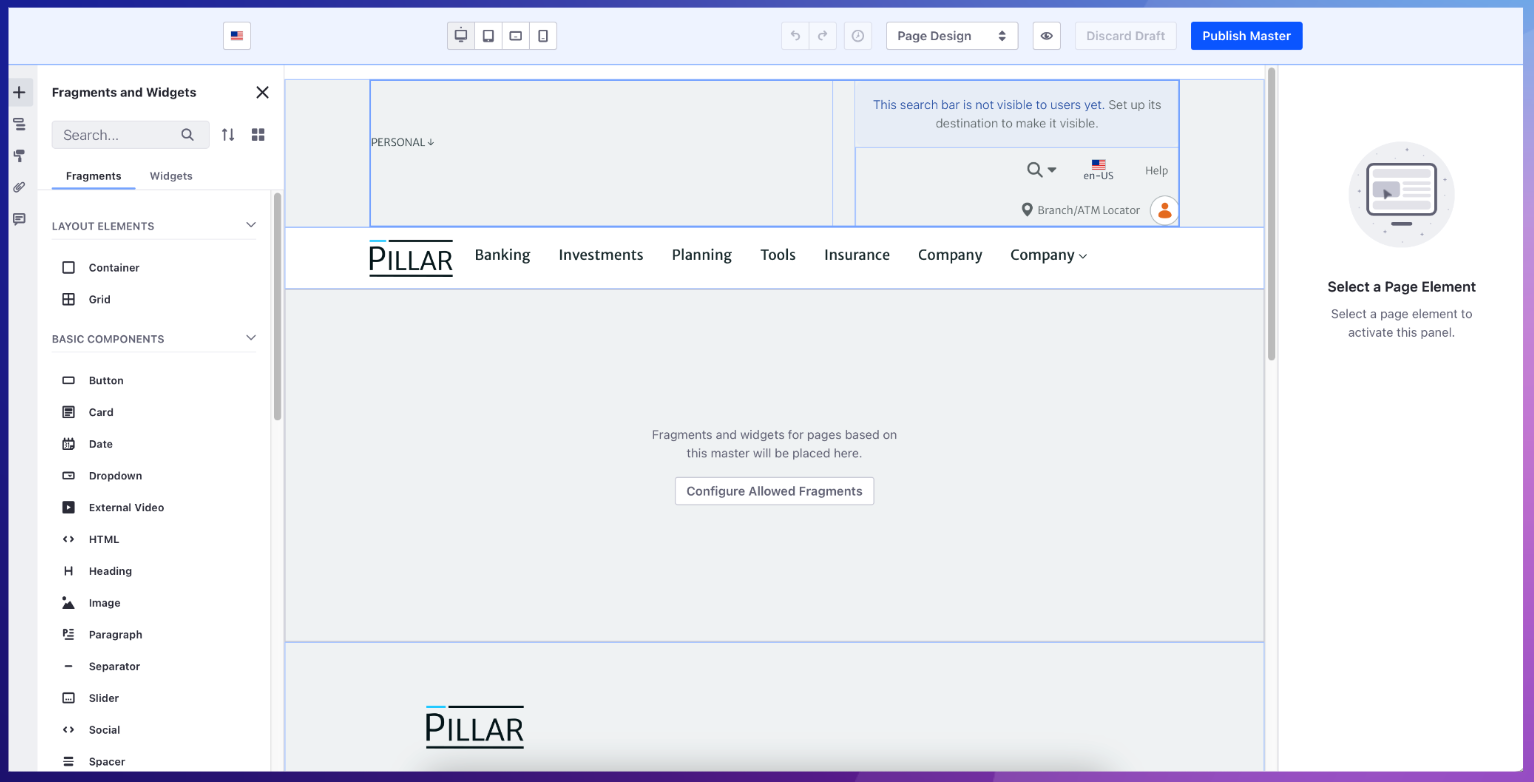 Page Design
Discard Draft
Publish Master
Fragments and Widgets
Search...
Fragments
Widgets
LAYOUT ELEMENTS
Container
Grid
BASIC COMPONENTS
Button
Card
Date
Dropdown
External Video
HTML
Heading
Image
Paragraph
Separator
Slider
Social
Spacer
PERSONAL
This search bar is not visible to users yet. Set up its
destination to make it visible.
en-US
Help
Branch/ATM Locator
PILLAR
Banking
Investments
Planning
Tools
Insurance
Company
Company
Fragments and widgets for pages based on
this master will be placed here.
Configure Allowed Fragments
PILLAR
Select a Page Element
Select a page element to
activate this panel.